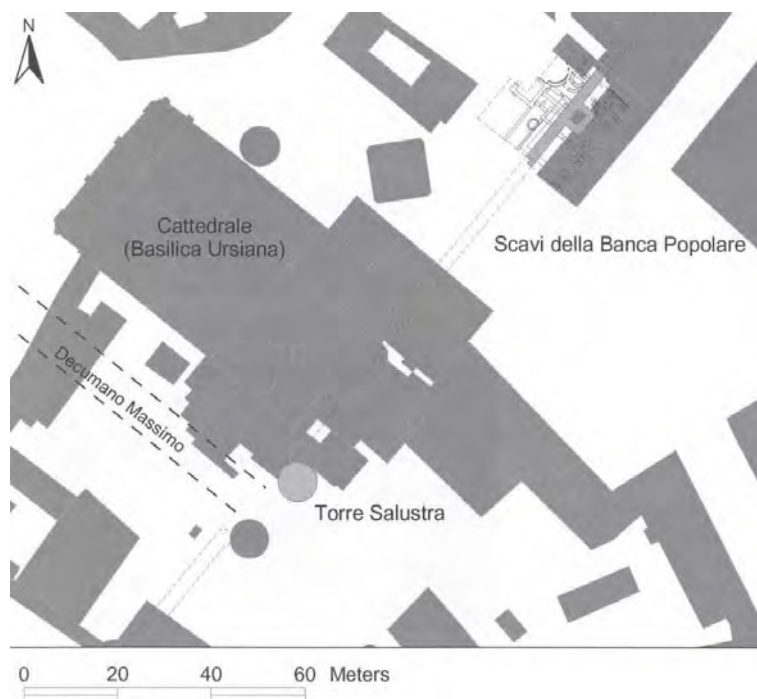 N
Cattedrale
(Basilica Ursiana)
Scavi della Banca Popolare
Decumano Massimo
Torre Salustra
0 20 40 60 Meters